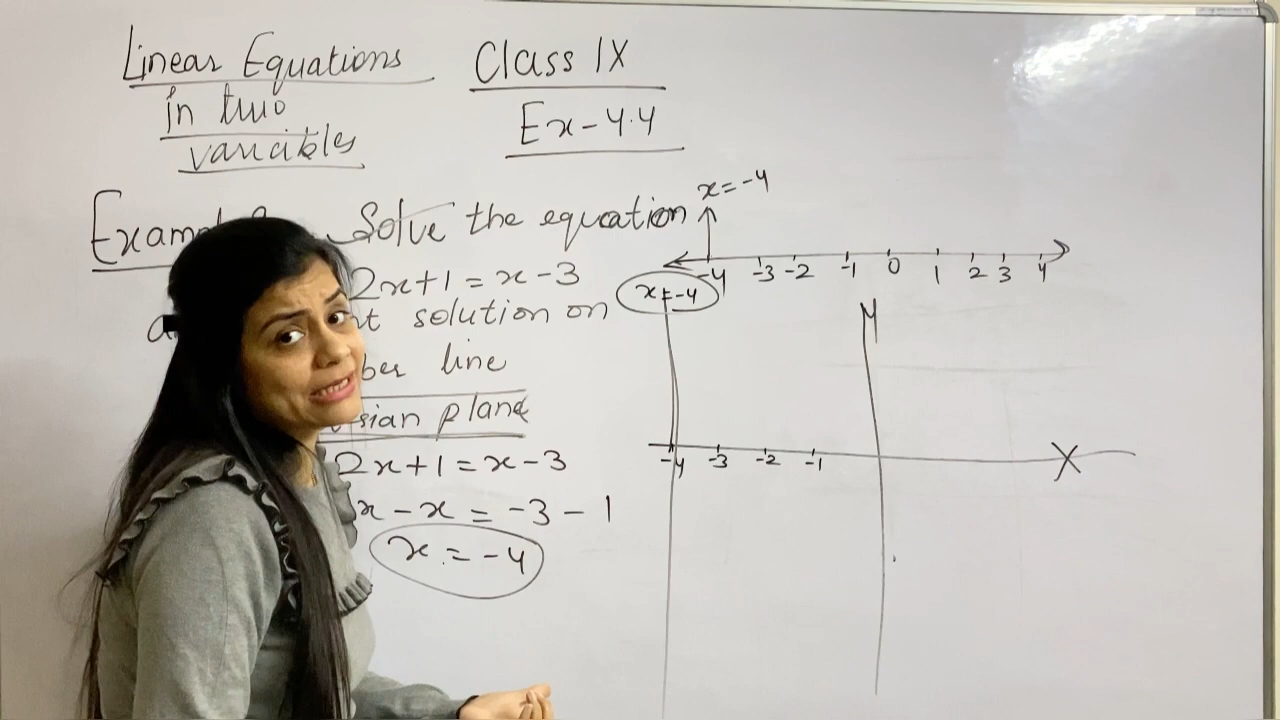 Linear Equations
in two
variables
Class IX
Ex-4.4
Solve the equation
2x+1=x-3
solution on
line
plane
2x+1=x-3
x-x=-3-1
x=-4
x=-4
-4 -3 -2 -1 0 1 2 3 4
x=-4
Y
-4 -3 -2 -1
X